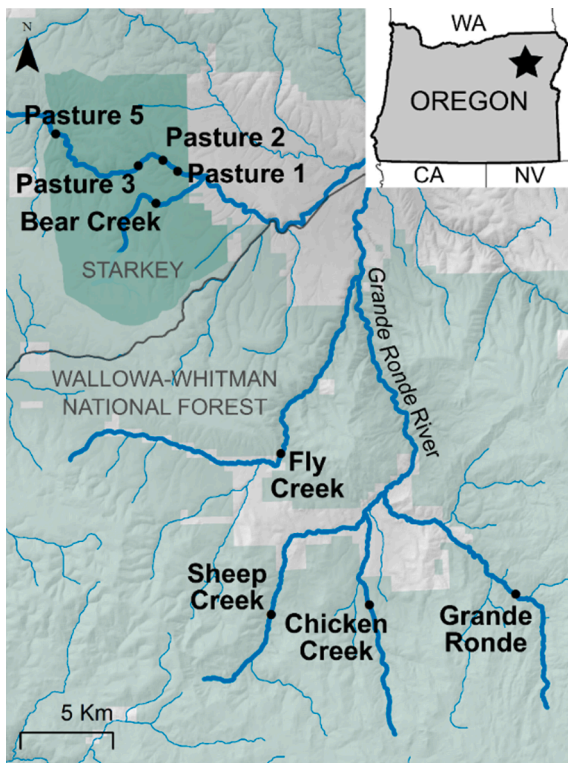 N
WA
OREGON
CA
NV
Pasture 5
Pasture 2
Pasture 3
Pasture 1
Bear Creek
STARKEY
Grande Ronde River
WALLOWA-WHITMAN
NATIONAL FOREST
Fly
Creek
Sheep
Creek
Chicken
Creek
Grande
Ronde
5 Km